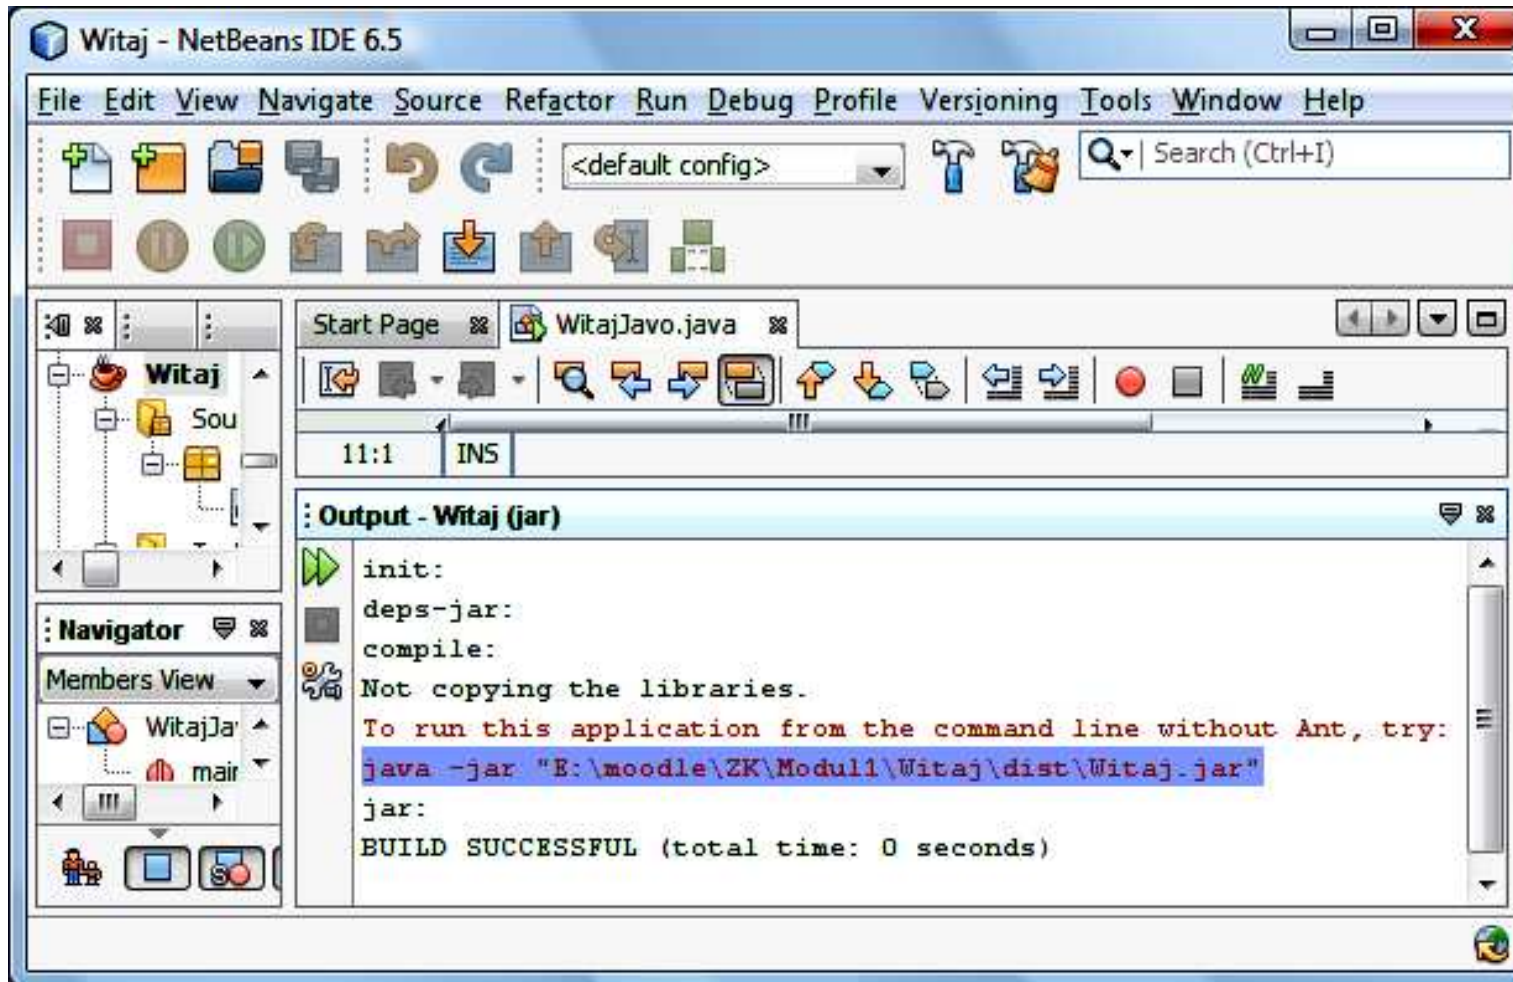 Witaj - NetBeans IDE 6.5
File Edit View Navigate Source Refactor Run Debug Profile Versioning Tools Window Help
<default config>
Search (Ctrl+I)
Start Page
WitajJavo.java
Witaj
Sou
11:1
INS
Output - Witaj (jar)
init:
deps-jar:
compile:
Not copying the libraries.
To run this application from the command line without Ant, try:
java -jar "E:\moodle\ZK\Modul1\Witaj\dist\Witaj.jar"
jar:
BUILD SUCCESSFUL (total time: 0 seconds)
Navigator
Members View
WitajJa
main